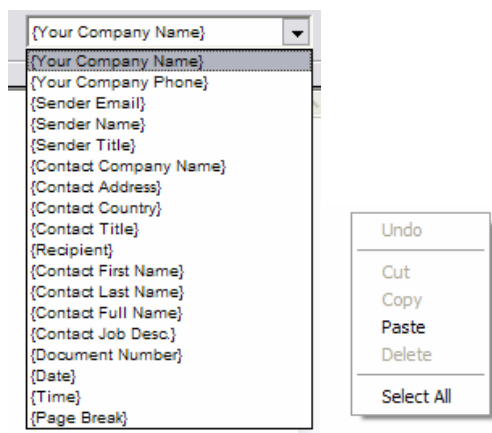 {Your Company Name}
{Your Company Name}
{Your Company Phone}
{Sender Email}
{Sender Name}
{Sender Title}
{Contact Company Name}
{Contact Address}
{Contact Country}
{Contact Title}
{Recipient}
{Contact First Name}
{Contact Last Name}
{Contact Full Name}
{Contact Job Desc.}
{Document Number}
{Date}
{Time}
{Page Break}
Undo
Cut
Copy
Paste
Delete
Select All